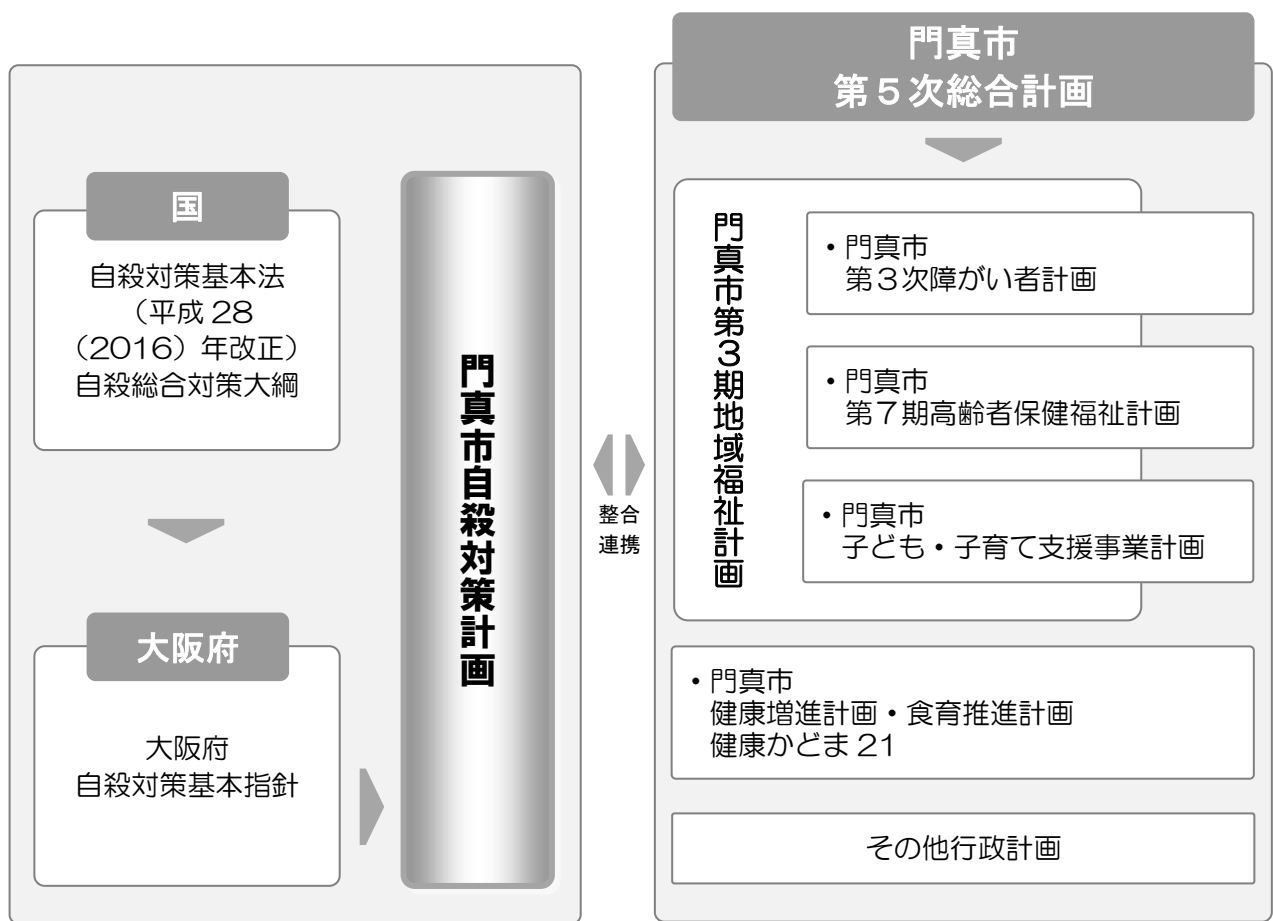 国
自殺対策基本法
（平成 28
（2016）年改正）
自殺総合対策大綱
大阪府
大阪府
自殺対策基本指針
門真市自殺対策計画
整合
連携
門真市
第５次総合計画
門真市第３期地域福祉計画
・門真市
第３次障がい者計画
・門真市
第７期高齢者保健福祉計画
・門真市
子ども・子育て支援事業計画
・門真市
健康増進計画・食育推進計画
健康かどま 21
その他行政計画